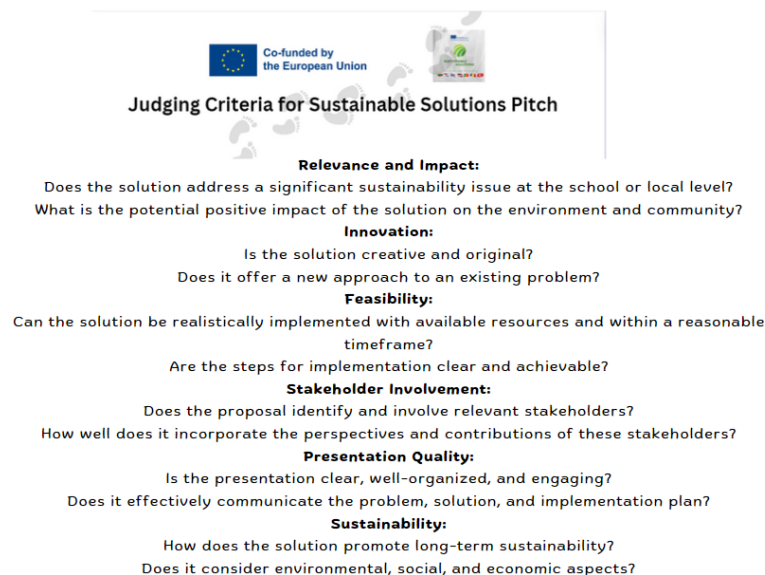 Co-funded by
the European Union
Judging Criteria for Sustainable Solutions Pitch
Relevance and Impact:
Does the solution address a significant sustainability issue at the school or local level?
What is the potential positive impact of the solution on the environment and community?
Innovation:
Is the solution creative and original?
Does it offer a new approach to an existing problem?
Feasibility:
Can the solution be realistically implemented with available resources and within a reasonable
timeframe?
Are the steps for implementation clear and achievable?
Stakeholder Involvement:
Does the proposal identify and involve relevant stakeholders?
How well does it incorporate the perspectives and contributions of these stakeholders?
Presentation Quality:
Is the presentation clear, well-organized, and engaging?
Does it effectively communicate the problem, solution, and implementation plan?
Sustainability:
How does the solution promote long-term sustainability?
Does it consider environmental, social, and economic aspects?